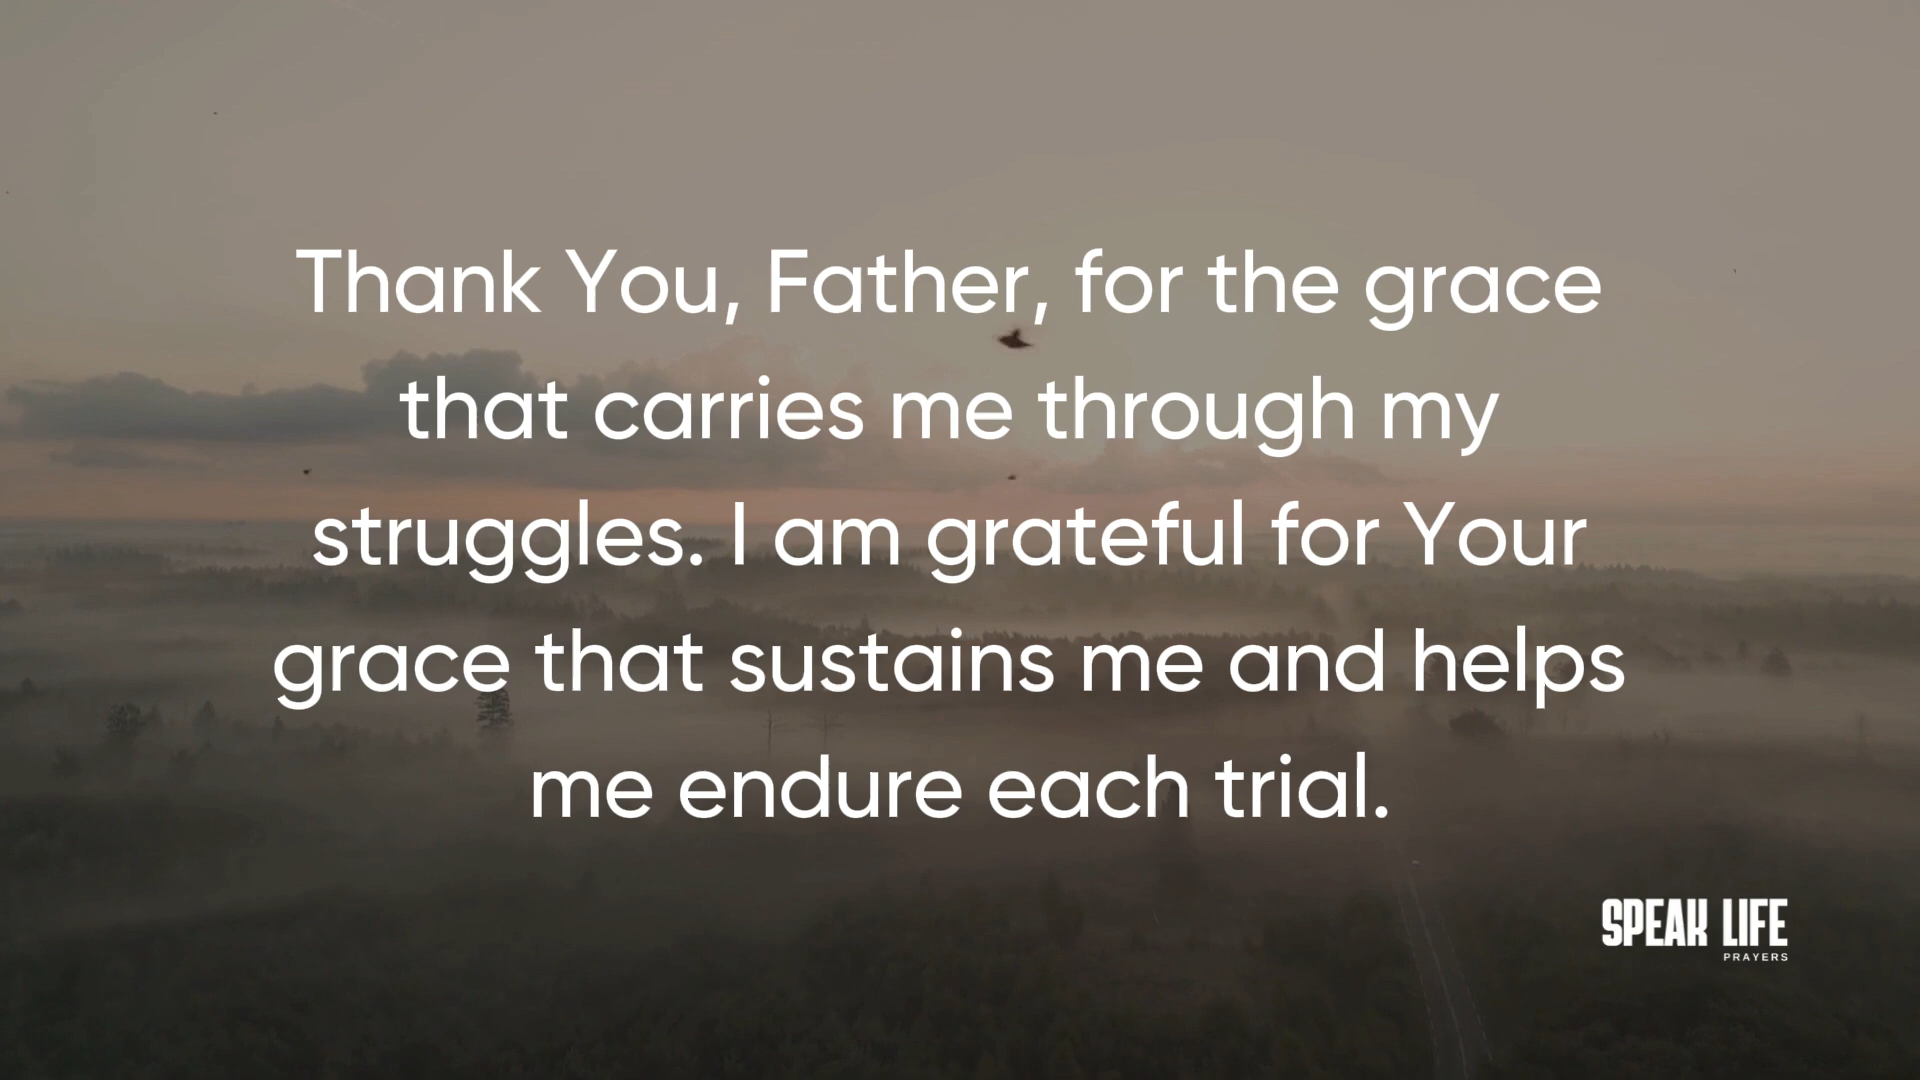 Thank You, Father, for the grace
that carries me through my
struggles. I am grateful for Your
grace that sustains me and helps
me endure each trial.
SPEAK LIFE
PRAYERS